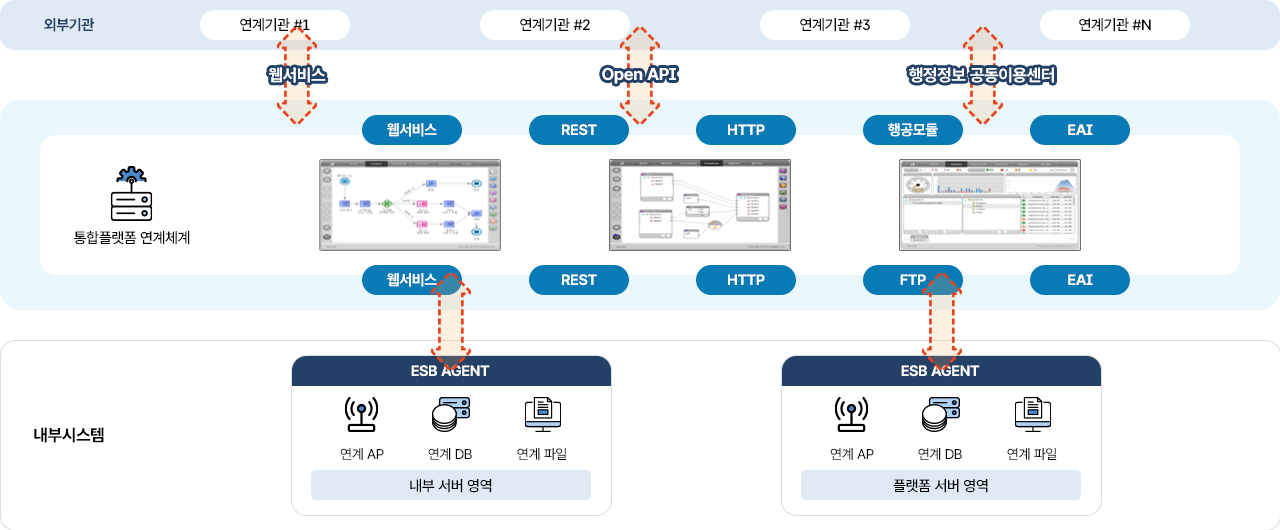 외부기관
연계기관 #1
연계기관 #2
연계기관 #3
연계기관 #N
웹서비스
Open API
행정정보 공동이용센터
웹서비스
REST
HTTP
행공모듈
EAI
통합플랫폼 연계체계
웹서비스
REST
HTTP
FTP
EAI
내부시스템
ESB AGENT
연계 AP
연계 DB
연계 파일
내부 서버 영역
ESB AGENT
연계 AP
연계 DB
연계 파일
플랫폼 서버 영역